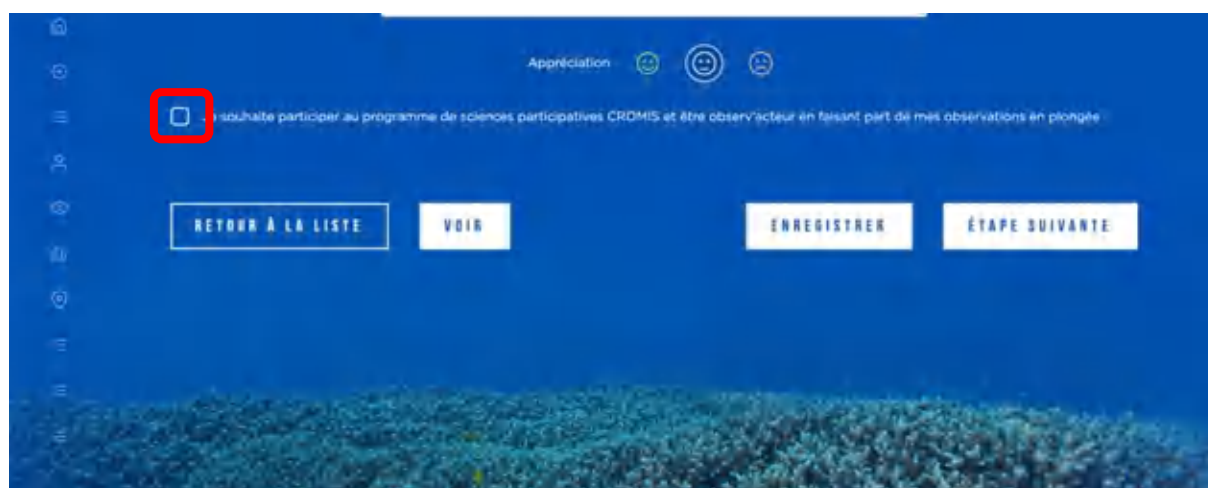 Appréciation
souhaite participer au programme de sciences participatives CROMIS et être observ'acteur en faisant part de mes observations en plongée
RETOUR À LA LISTE
VOIR
ENREGISTRER
ÉTAPE SUIVANTE